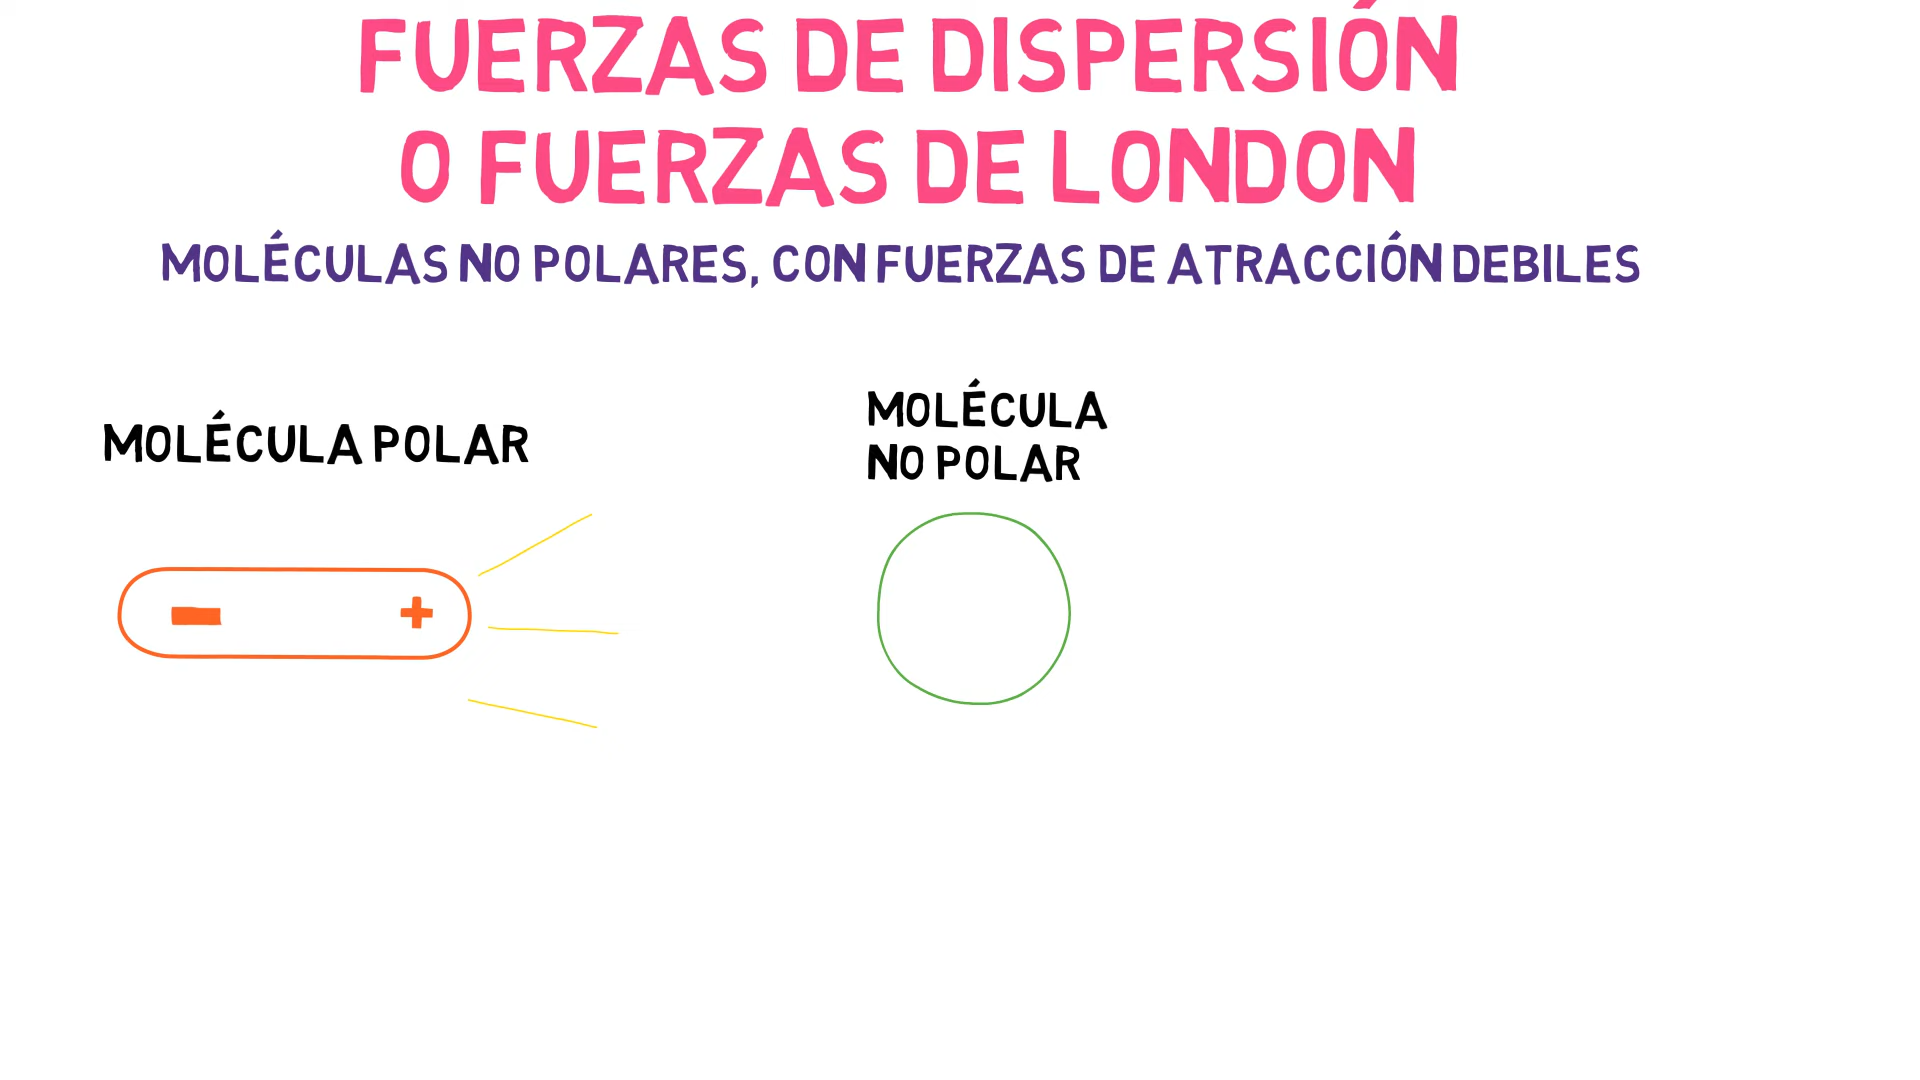 FUERZAS DE DISPERSIÓN
O FUERZAS DE LONDON
MOLÉCULAS NO POLARES, CON FUERZAS DE ATRACCIÓN DEBILES
MOLÉCULA POLAR
MOLÉCULA
NO POLAR
- +